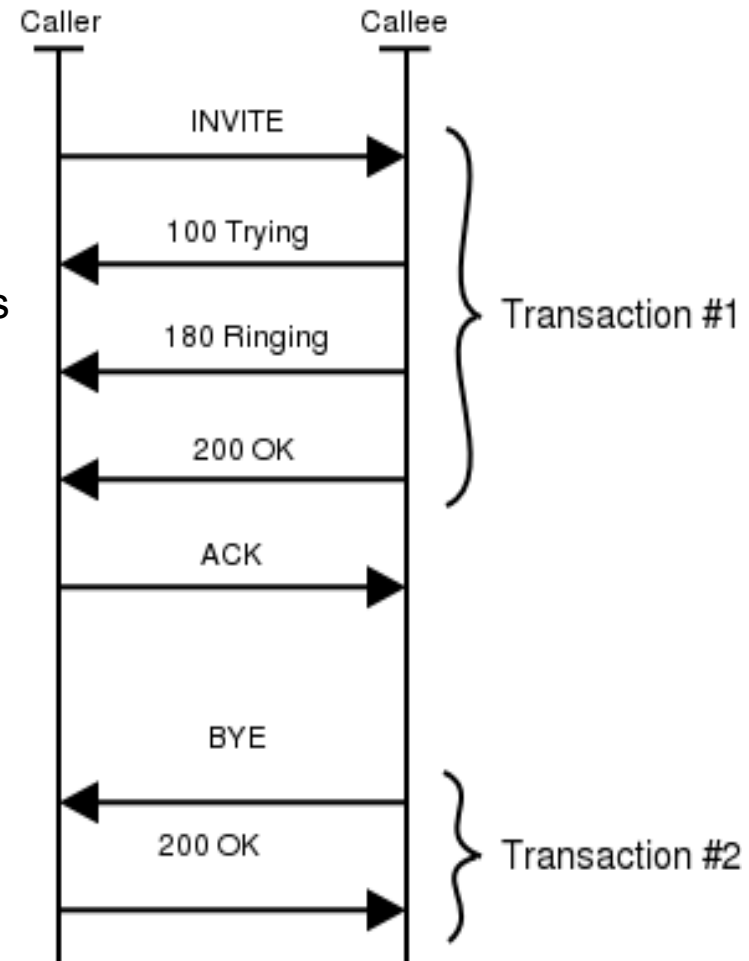 Caller Callee
INVITE
100 Trying
s
Transaction #1
180 Ringing
200 OK
ACK
BYE
200 OK
Transaction #2